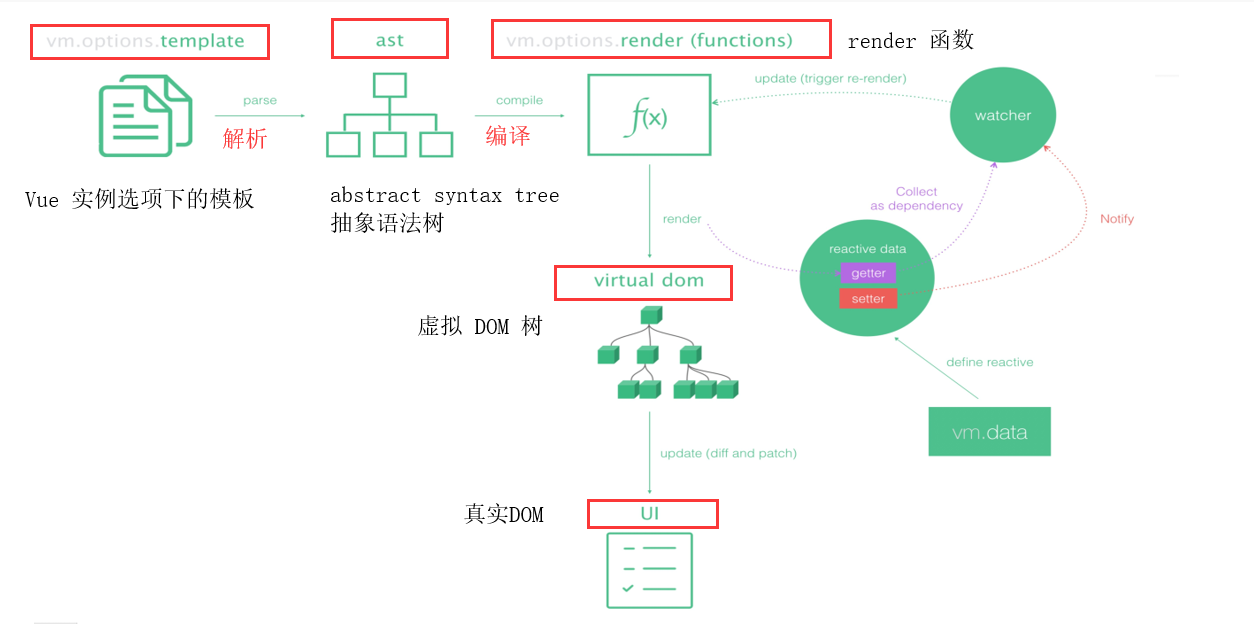 vm.options.template
ast
vm.options.render (functions)
render 函数
parse
解析
compile
编译
f(x)
update (trigger re-render)
watcher
Vue 实例选项下的模板
abstract syntax tree
抽象语法树
render
Collect
as dependency
Notify
reactive data
getter
setter
virtual dom
虚拟 DOM 树
define reactive
vm.data
update (diff and patch)
真实DOM
UI